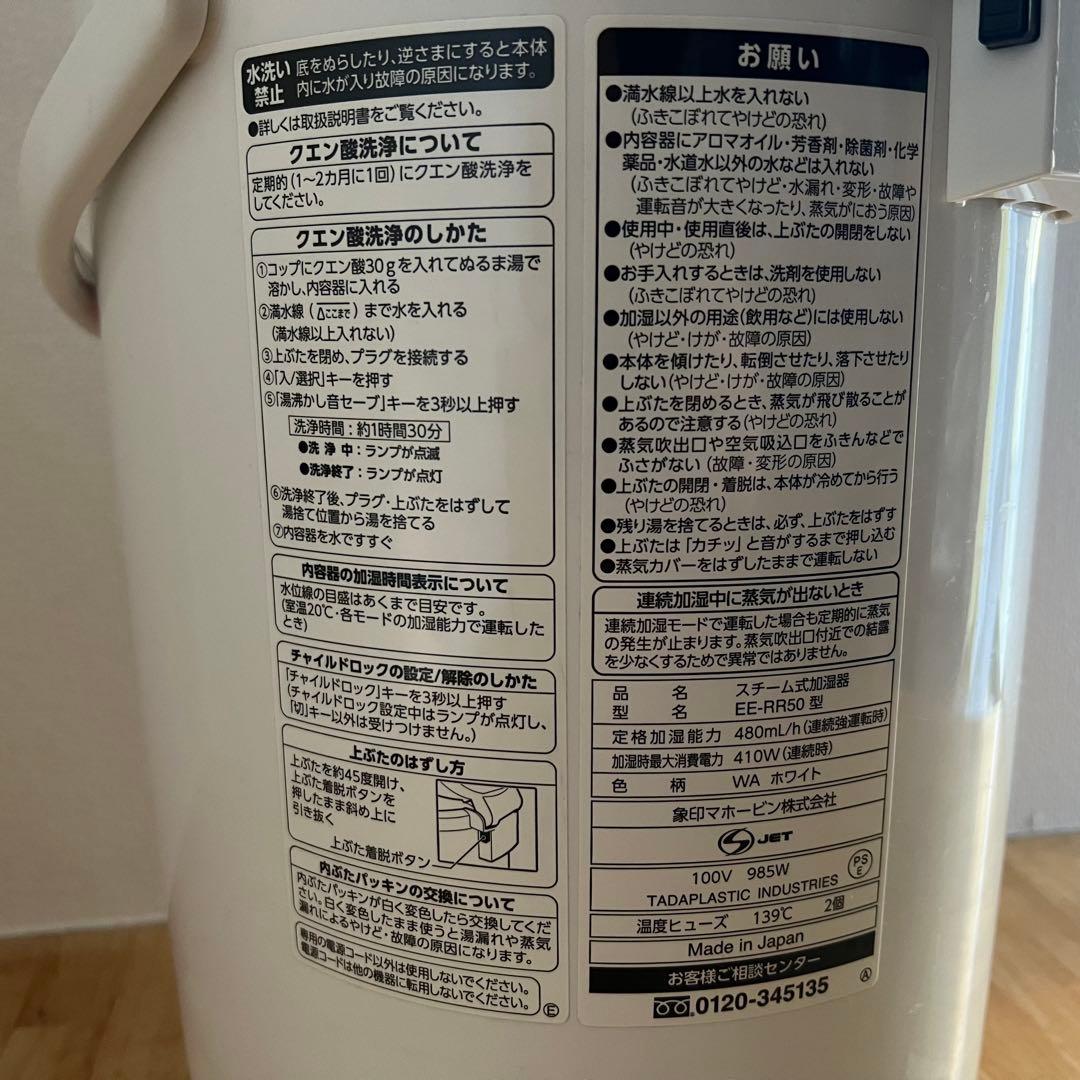 水洗い
禁止
底をぬらしたり、逆さまにすると本体
内に水が入り故障の原因になります。
●詳しくは取扱説明書をご覧ください。
クエン酸洗浄について
定期的(1〜2カ月に1回)にクエン酸洗浄を
してください。
クエン酸洗浄のしかた
①コップにクエン酸30gを入れてぬるま湯で
溶かし、内容器に入れる
②満水線(△ここまで)まで水を入れる
(満水線以上入れない)
③上ぶたを閉め、プラグを接続する
④「入/選択」キーを押す
⑤「湯沸かし音セーブ」キーを3秒以上押す
洗浄時間:約1時間30分
●洗浄中:ランプが点滅
●洗浄終了:ランプが点灯
⑥洗浄終了後、プラグ・上ぶたをはずして
湯捨て位置から湯を捨てる
⑦内容器を水ですすぐ
内容器の加湿時間表示について
水位線の目盛はあくまで目安です。
(室温20℃・各モードの加湿能力で運転した
とき)
チャイルドロックの設定/解除のしかた
「チャイルドロック」キーを3秒以上押す
(チャイルドロック設定中はランプが点灯し、
「切」キー以外は受けつけません。)
上ぶたのはずし方
上ぶたを約45度開け、
上ぶた着脱ボタンを
押したまま斜め上に
引き抜く
上ぶた着脱ボタン
内ぶたパッキンの交換について
内ぶたパッキンが白く変色したら交換してくだ
さい。白く変色したまま使うと湯漏れや蒸気
漏れによるやけど・故障の原因になります。
専用の電源コード以外は使用しないでください。
電源コードは他の機器に転用しないでください。
Ⓔ
お願い
●満水線以上水を入れない
(ふきこぼれてやけどの恐れ)
●内容器にアロマオイル・芳香剤・除菌剤・化学
薬品・水道水以外の水などは入れない
(ふきこぼれてやけど・水漏れ・変形・故障や
運転音が大きくなったり、蒸気がにおう原因)
●使用中・使用直後は、上ぶたの開閉をしない
(やけどの恐れ)
●お手入れするときは、洗剤を使用しない
(ふきこぼれてやけどの恐れ)
●加湿以外の用途(飲用など)には使用しない
(やけど・けが・故障の原因)
●本体を傾けたり、転倒させたり、落下させたり
しない(やけど・けが・故障の原因)
●上ぶたを閉めるとき、蒸気が飛び散ることが
あるので注意する(やけどの恐れ)
●蒸気吹出口や空気吸込口をふきんなどで
ふさがない(故障・変形の原因)
●上ぶたの開閉・着脱は、本体が冷めてから行う
(やけどの恐れ)
●残り湯を捨てるときは、必ず、上ぶたをはずす
●上ぶたは「カチッ」と音がするまで押し込む
●蒸気カバーをはずしたままで運転しない
連続加湿中に蒸気が出ないとき
連続加湿モードで運転した場合も定期的に蒸気
の発生が止まります。蒸気吹出口付近での結露
を少なくするためで異常ではありません。
品名 スチーム式加湿器
型名 EE-RR50 型
定格加湿能力 480mL/h(連続強運転時)
加湿時最大消費電力 410W(連続時)
色柄 WA ホワイト
象印マホービン株式会社
S JET
100V 985W
PS
E
TADAPLASTIC INDUSTRIES
温度ヒューズ 139℃ 2個
Made in Japan
お客様ご相談センター
0120-345135
Ⓐ